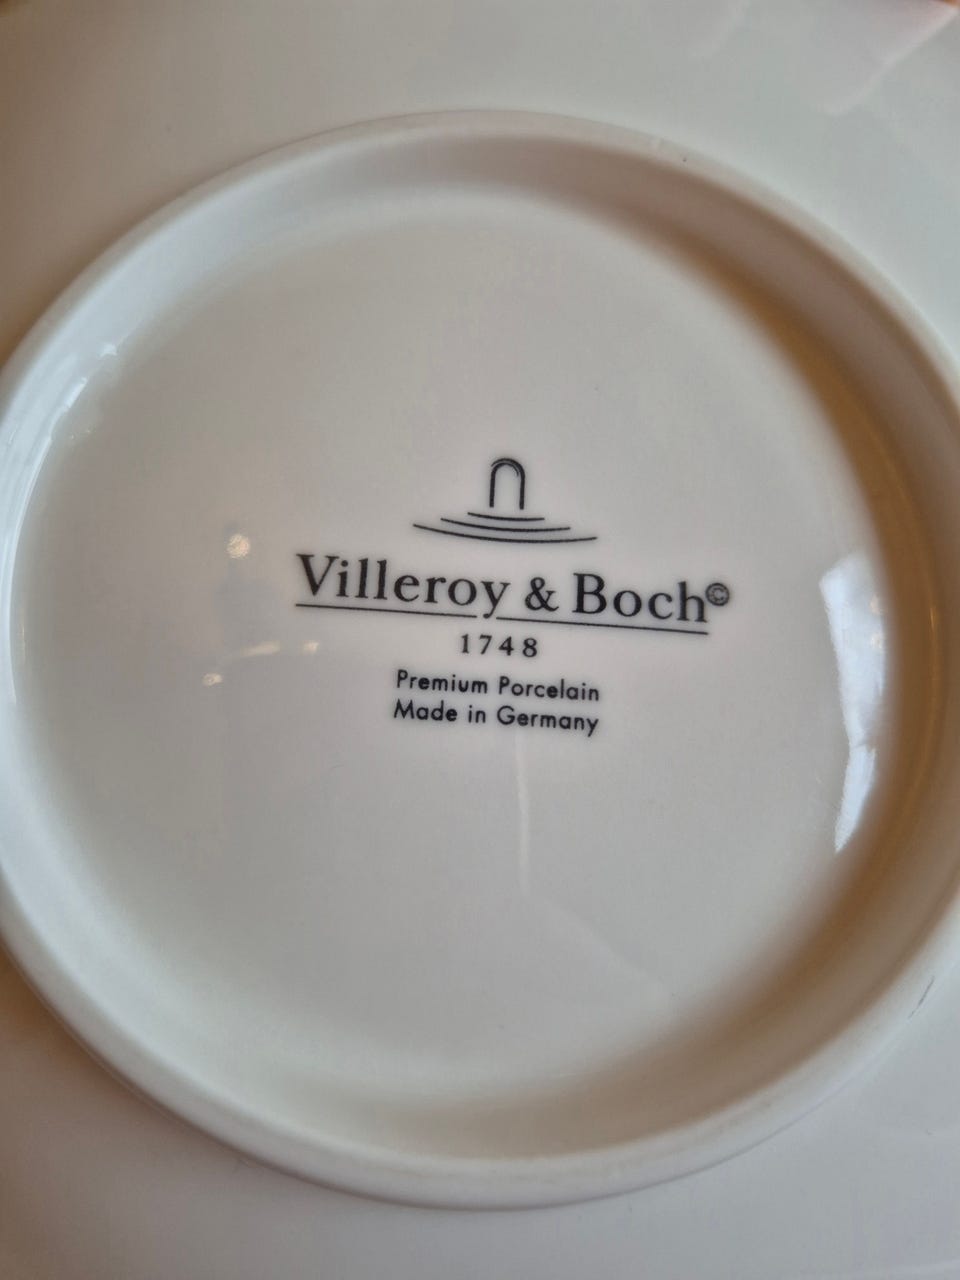 Villeroy & Boch©
1748
Premium Porcelain
Made in Germany